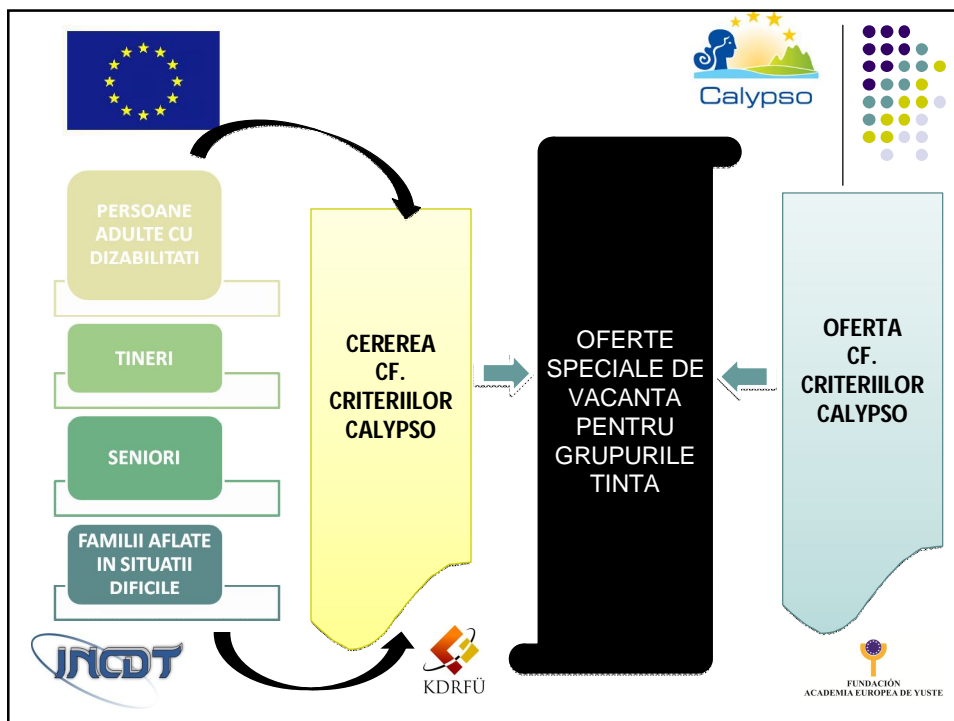 Calypso
PERSOANE
ADULTE CU
DIZABILITATI
TINERI
SENIORI
FAMILII AFLATE
IN SITUATII
DIFICILE
CEREREA
CF.
CRITERIILOR
CALYPSO
OFERTE
SPECIALE DE
VACANTA
PENTRU
GRUPURILE
TINTA
OFERTA
CF.
CRITERIILOR
CALYPSO
INCDT
KDRFÜ
FUNDACIÓN
ACADEMIA EUROPEA DE YUSTE